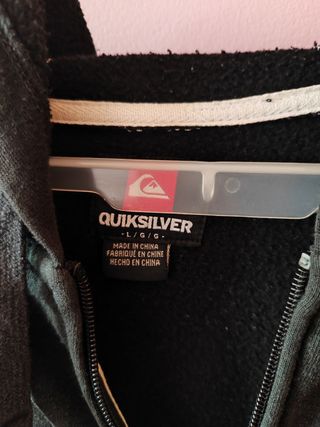 QUIKSILVER
- L / G / G -
MADE IN CHINA
FABRIQUÉ EN CHINE
HECHO EN CHINA